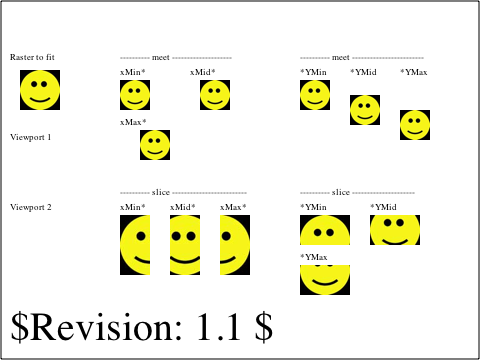 Raster to fit
---------- meet --------------------
xMin* xMid*
xMax*
---------- meet ------------------------
*YMin *YMid *YMax
Viewport 1
Viewport 2
---------- slice -------------------------
xMin* xMid* xMax*
---------- slice ---------------------
*YMin *YMid
*YMax
$Revision: 1.1 $